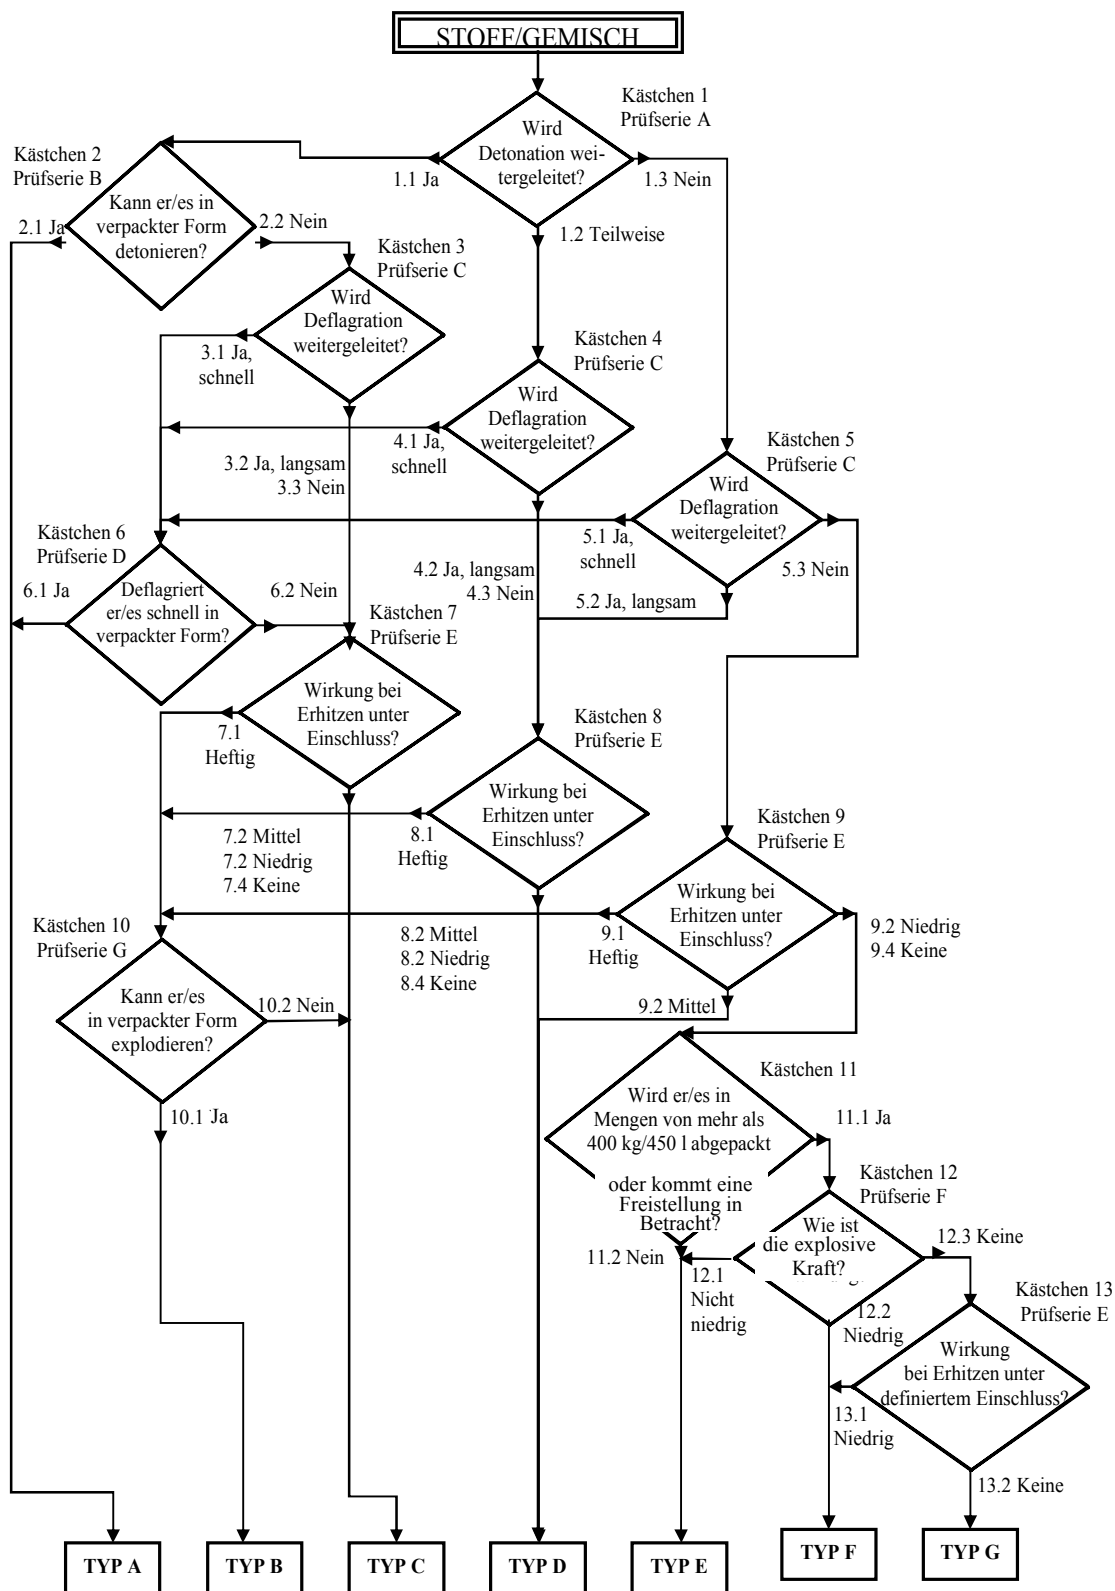 STOFF/GEMISCH
Kästchen 1
Prüfserie A
Wird
Detonation wei-
tergeleitet?
1.1 Ja
1.3 Nein
1.2 Teilweise
Kästchen 2
Prüfserie B
Kann er/es in
verpackter Form
detonieren?
2.1 Ja
2.2 Nein
Kästchen 3
Prüfserie C
Wird
Deflagration
weitergeleitet?
3.1 Ja,
schnell
3.2 Ja, langsam
3.3 Nein
Kästchen 4
Prüfserie C
Wird
Deflagration
weitergeleitet?
4.1 Ja,
schnell
4.2 Ja, langsam
4.3 Nein
Kästchen 5
Prüfserie C
Wird
Deflagration
weitergeleitet?
5.1 Ja,
schnell
5.3 Nein
5.2 Ja, langsam
Kästchen 6
Prüfserie D
Deflagriert
er/es schnell in
verpackter Form?
6.1 Ja
6.2 Nein
Kästchen 7
Prüfserie E
Wirkung bei
Erhitzen unter
Einschluss?
7.1
Heftig
7.2 Mittel
7.2 Niedrig
7.4 Keine
Kästchen 8
Prüfserie E
Wirkung bei
Erhitzen unter
Einschluss?
8.1
Heftig
8.2 Mittel
8.2 Niedrig
8.4 Keine
Kästchen 9
Prüfserie E
Wirkung bei
Erhitzen unter
Einschluss?
9.1
Heftig
9.2 Niedrig
9.4 Keine
9.2 Mittel
Kästchen 10
Prüfserie G
Kann er/es
in verpackter Form
explodieren?
10.2 Nein
10.1 Ja
Kästchen 11
Wird er/es in
Mengen von mehr als
400 kg/450 l abgepackt
oder kommt eine
Freistellung in
Betracht?
11.1 Ja
11.2 Nein
Kästchen 12
Prüfserie F
Wie ist
die explosive
Kraft?
12.3 Keine
12.1
Nicht
niedrig
12.2
Niedrig
Kästchen 13
Prüfserie E
Wirkung
bei Erhitzen unter
definiertem Einschluss?
13.1
Niedrig
13.2 Keine
TYP A
TYP B
TYP C
TYP D
TYP E
TYP F
TYP G